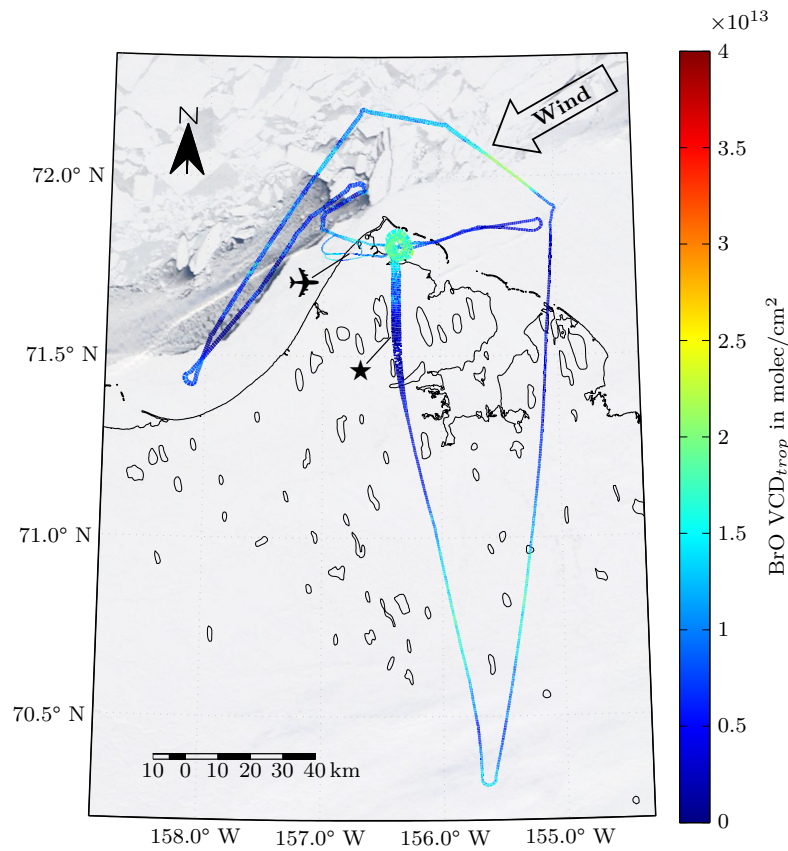 ×10¹³
4
N
Wind
72.0° N
3.5
3
71.5° N
2.5
BrO VCD_trop in molec/cm²
2
71.0° N
1.5
1
70.5° N
0.5
10 0 10 20 30 40 km
0
158.0° W 157.0° W 156.0° W 155.0° W